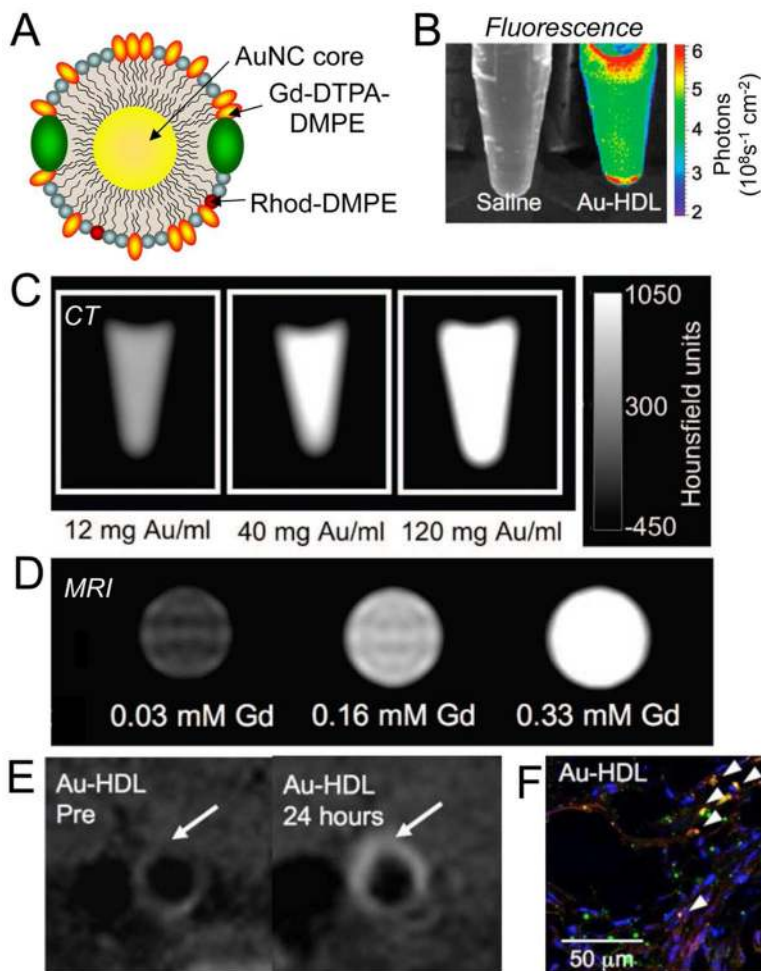 A
AuNC core
Gd-DTPA-
DMPE
Rhod-DMPE
B
Fluorescence
Saline
Au-HDL
6
5
4
3
2
Photons
(10⁸s⁻¹ cm⁻²)
C
CT
12 mg Au/ml
40 mg Au/ml
120 mg Au/ml
1050
300
-450
Hounsfield units
D
MRI
0.03 mM Gd
0.16 mM Gd
0.33 mM Gd
E
Au-HDL
Pre
Au-HDL
24 hours
F
Au-HDL
50 μm